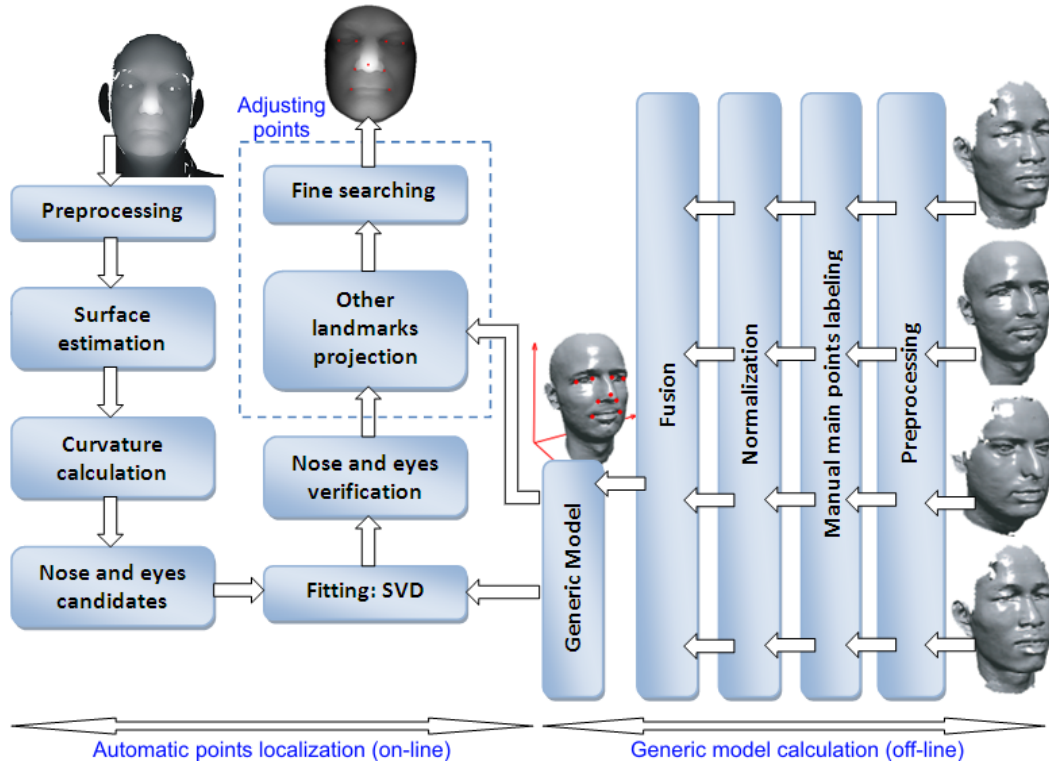 Adjusting
points
Preprocessing
Surface
estimation
Curvature
calculation
Nose and eyes
candidates
Fine searching
Other
landmarks
projection
Nose and eyes
verification
Fitting: SVD
Generic Model
Fusion
Normalization
Manual main points labeling
Preprocessing
Automatic points localization (on-line)
Generic model calculation (off-line)